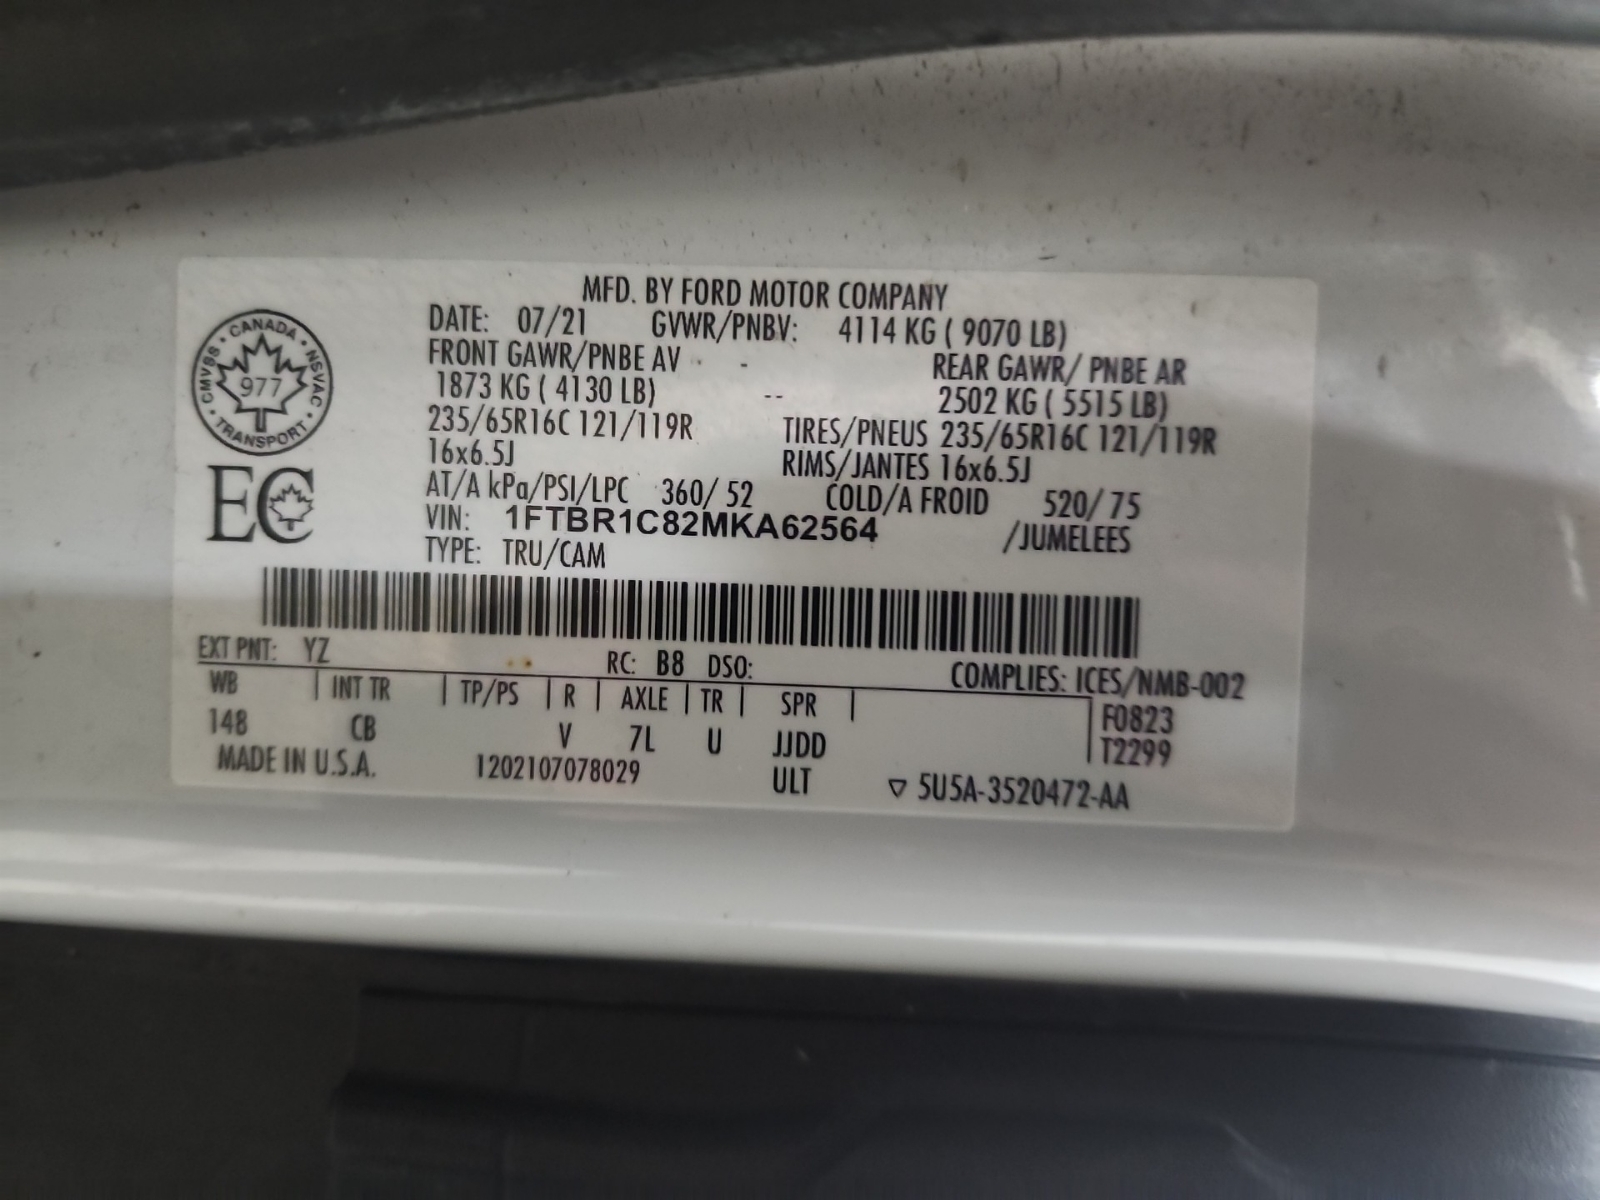 MFD. BY FORD MOTOR COMPANY
DATE: 07/21 GVWR/PNBV: 4114 KG ( 9070 LB)
FRONT GAWR/PNBE AV - REAR GAWR/ PNBE AR
1873 KG ( 4130 LB) -- 2502 KG ( 5515 LB)
235/65R16C 121/119R TIRES/PNEUS 235/65R16C 121/119R
16x6.5J RIMS/JANTES 16x6.5J
AT/A kPa/PSI/LPC 360/ 52 COLD/A FROID 520/ 75
VIN: 1FTBR1C82MKA62564 /JUMELEES
TYPE: TRU/CAM
CANADA
CMVSS · NSVAC
977
TRANSPORT
EC
EXT PNT: YZ RC: B8 DSO: COMPLIES: ICES/NMB-002
WB | INT TR | TP/PS | R | AXLE | TR | SPR | F0823
148 CB V 7L U JJDD T2299
MADE IN U.S.A. 1202107078029 ULT ▽ 5U5A-3520472-AA